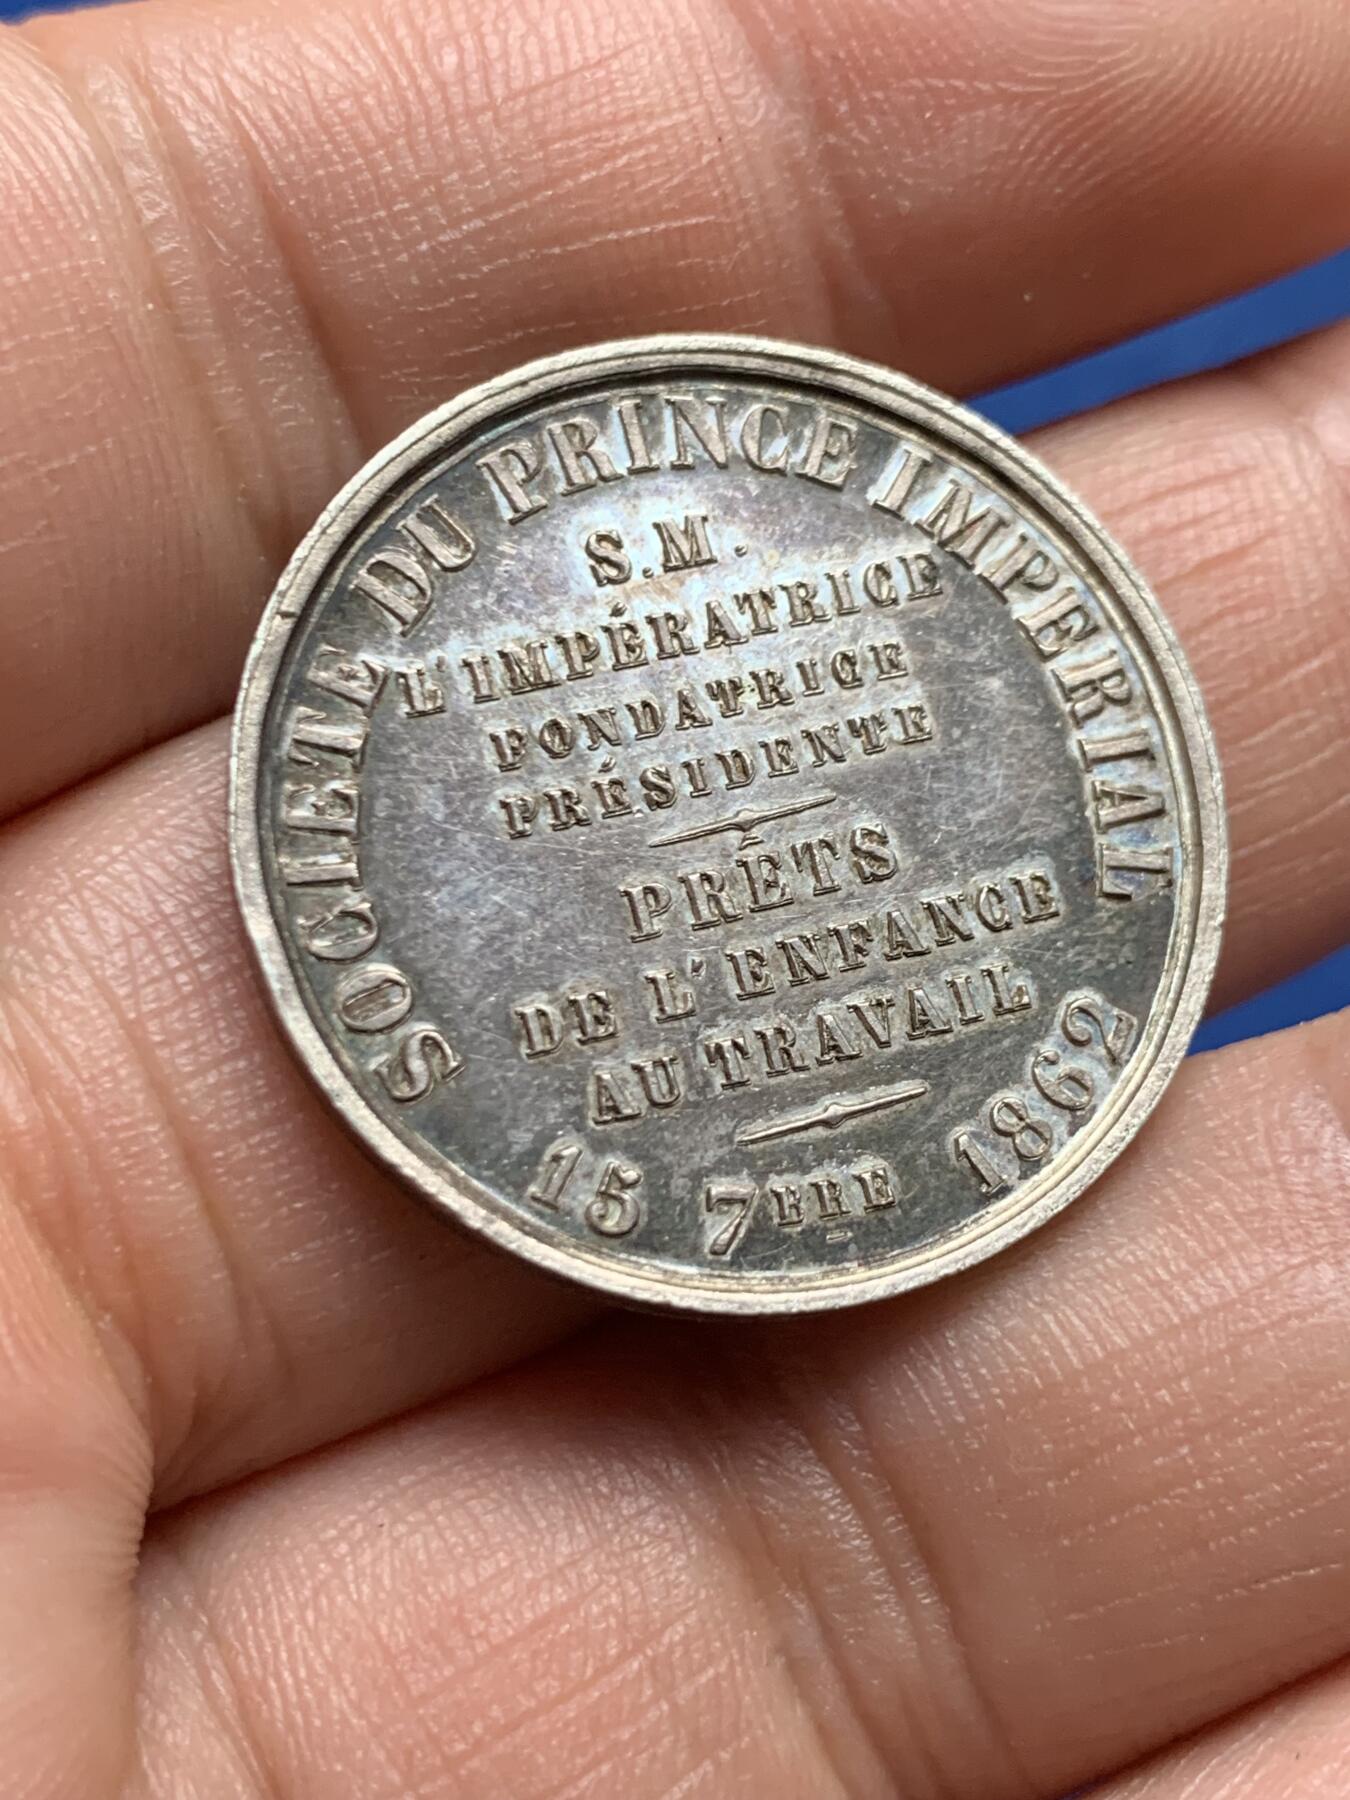 SOCIETE DU PRINCE IMPERIAL
S.M.
L'IMPÉRATRICE
FONDATRICE
PRÉSIDENTE
PRÊTS
DE L'ENFANCE
AU TRAVAIL
15 7BRE 1862